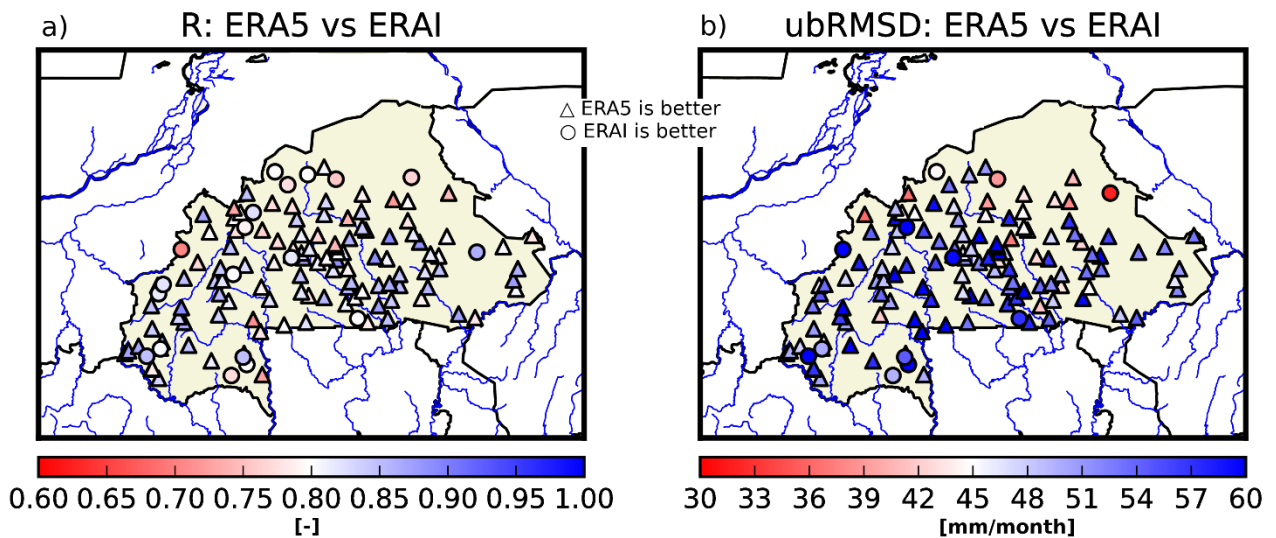 a) R: ERA5 vs ERAI
b) ubRMSD: ERA5 vs ERAI
△ ERA5 is better
○ ERAI is better
0.60 0.65 0.70 0.75 0.80 0.85 0.90 0.95 1.00
[-]
30 33 36 39 42 45 48 51 54 57 60
[mm/month]